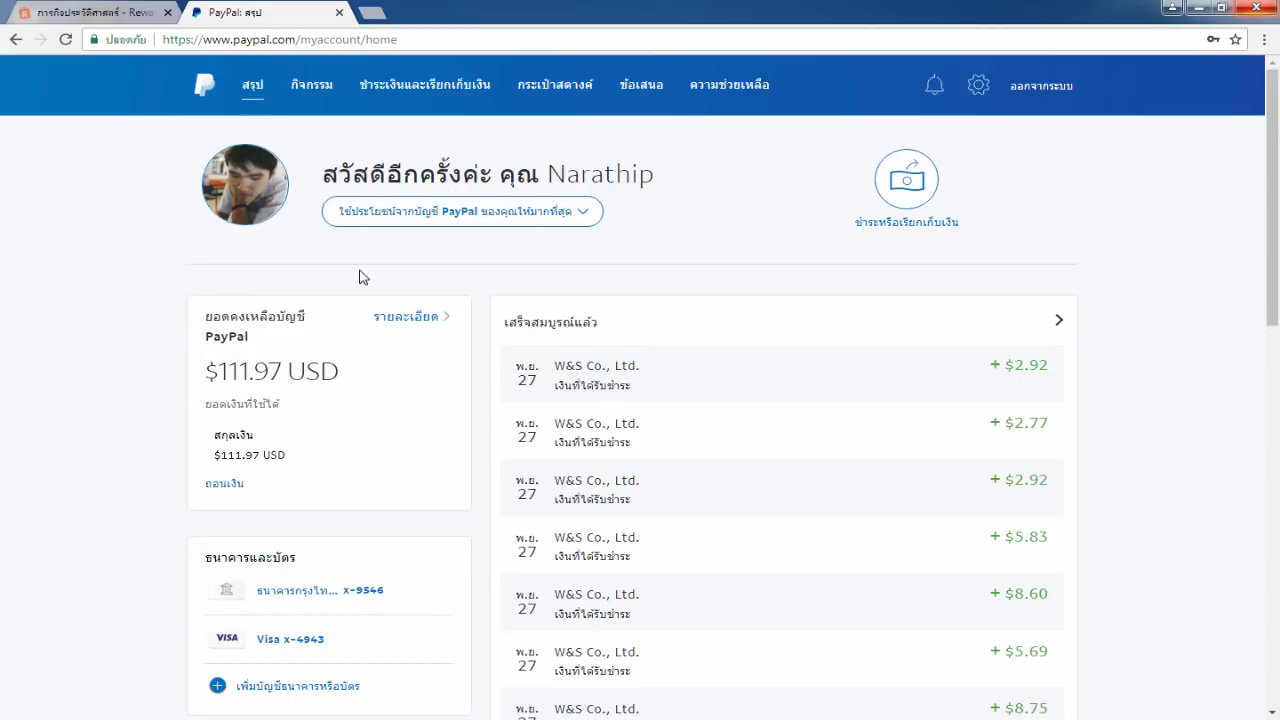 ภารกิจประวัติศาสตร์ - Rewa
PayPal: สรุป
ปลอดภัย
https://www.paypal.com/myaccount/home
สรุป
กิจกรรม
ชำระเงินและเรียกเก็บเงิน
กระเป๋าสตางค์
ข้อเสนอ
ความช่วยเหลือ
ออกจากระบบ
สวัสดีอีกครั้งค่ะ คุณ Narathip
ใช้ประโยชน์จากบัญชี PayPal ของคุณให้มากที่สุด
ชำระหรือเรียกเก็บเงิน
ยอดคงเหลือบัญชี
PayPal
รายละเอียด
$111.97 USD
ยอดเงินที่ใช้ได้
สกุลเงิน
$111.97 USD
ถอนเงิน
ธนาคารและบัตร
ธนาคารกรุงไทย... x-9546
VISA
Visa x-4943
เพิ่มบัญชีธนาคารหรือบัตร
เสร็จสมบูรณ์แล้ว
พ.ย. 27
W&S Co., Ltd.
+ $2.92
เงินที่ได้รับชำระ
พ.ย. 27
W&S Co., Ltd.
+ $2.77
เงินที่ได้รับชำระ
พ.ย. 27
W&S Co., Ltd.
+ $2.92
เงินที่ได้รับชำระ
พ.ย. 27
W&S Co., Ltd.
+ $5.83
เงินที่ได้รับชำระ
พ.ย. 27
W&S Co., Ltd.
+ $8.60
เงินที่ได้รับชำระ
พ.ย. 27
W&S Co., Ltd.
+ $5.69
เงินที่ได้รับชำระ
พ.ย.
W&S Co., Ltd.
+ $8.75